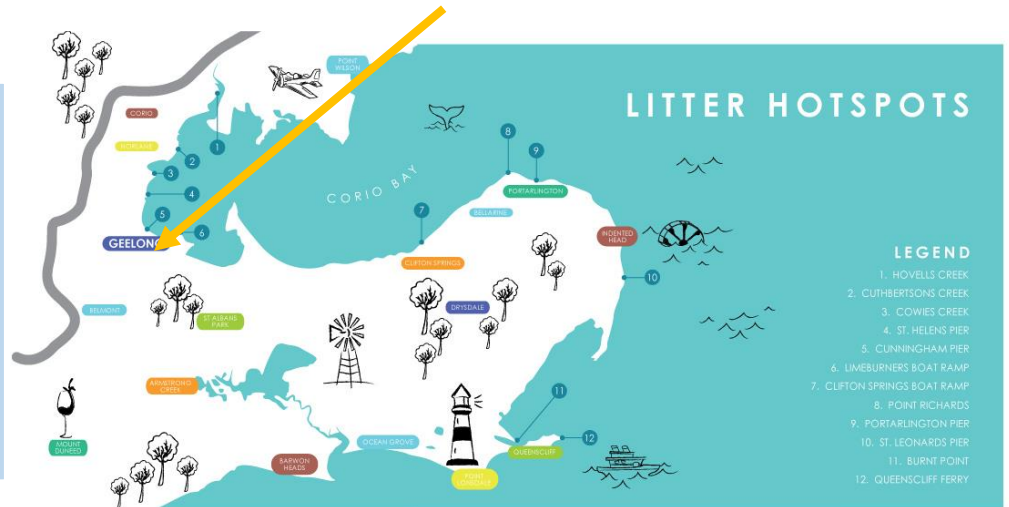 LITTER HOTSPOTS
POINT
WILSON
CORIO
NORLANE
1
2
3
4
5
6
GEELONG
CORIO BAY
7
8
9
PORTARLINGTON
BELLARINE
CLIFTON SPRINGS
INDENTED
HEAD
10
DRYSDALE
BELMONT
ST ALBANS
PARK
ARMSTRONG
CREEK
MOUNT
DUNEED
BARWON
HEADS
OCEAN GROVE
POINT
LONSDALE
QUEENSCLIFF
11
12
LEGEND
1. HOVELLS CREEK
2. CUTHBERTSONS CREEK
3. COWIES CREEK
4. ST. HELENS PIER
5. CUNNINGHAM PIER
6. LIMEBURNERS BOAT RAMP
7. CLIFTON SPRINGS BOAT RAMP
8. POINT RICHARDS
9. PORTARLINGTON PIER
10. ST. LEONARDS PIER
11. BURNT POINT
12. QUEENSCLIFF FERRY